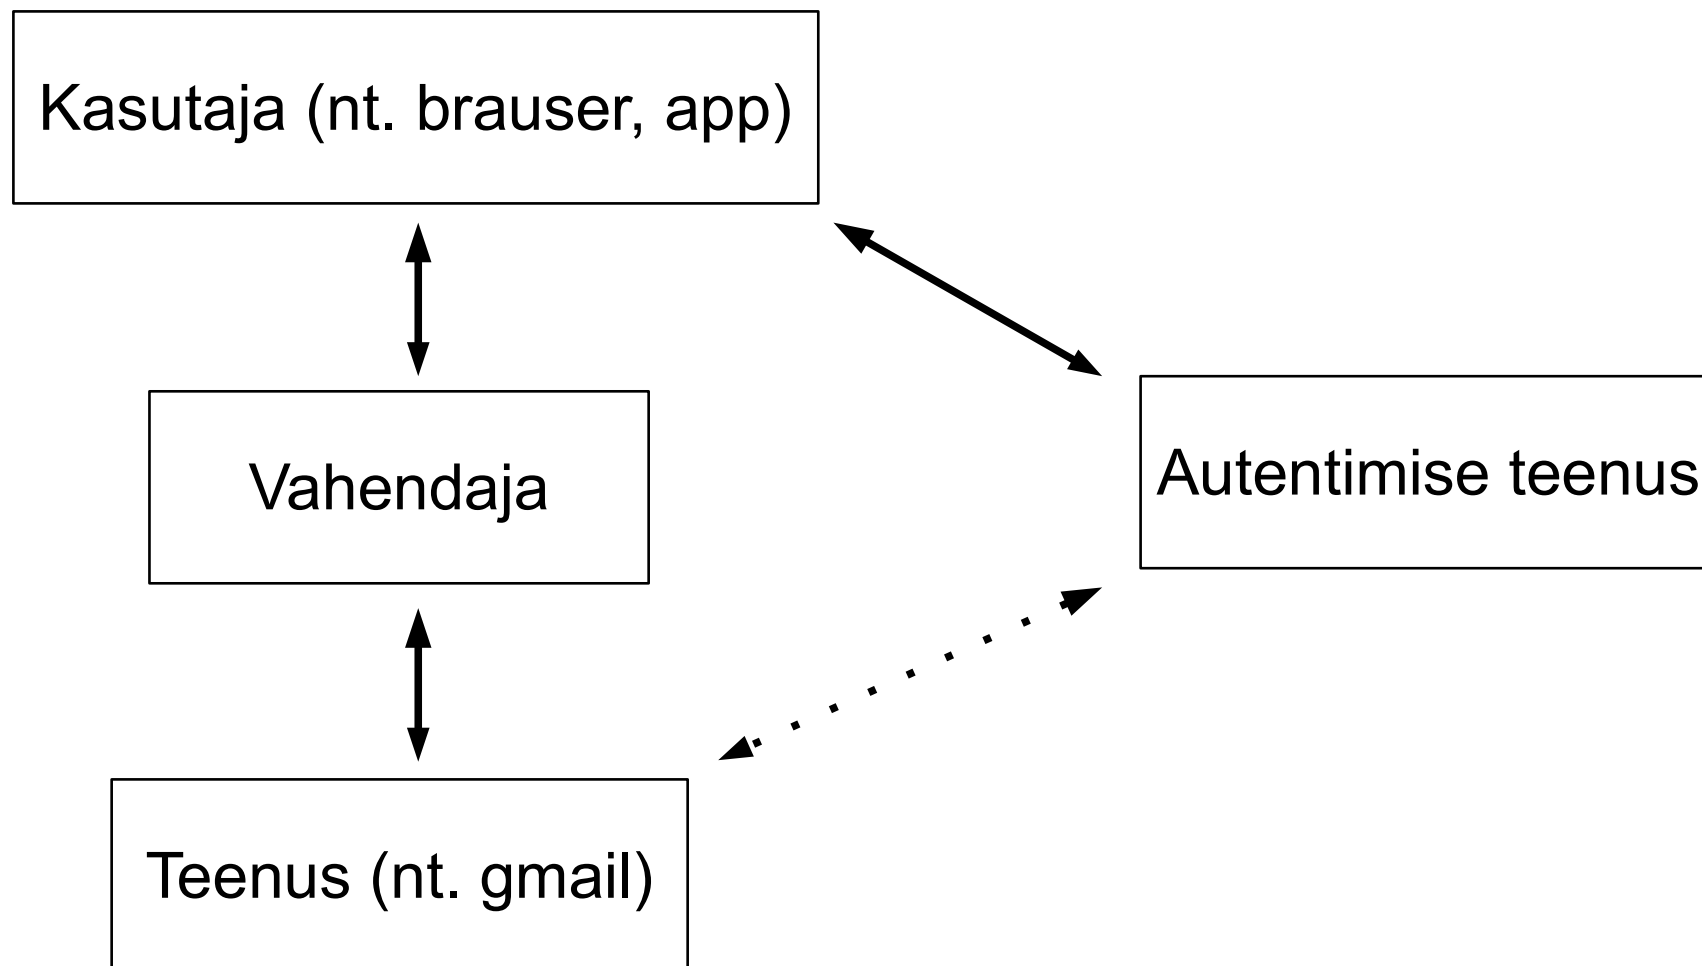 Kasutaja (nt. brauser, app)
Vahendaja
Autentimise teenus
Teenus (nt. gmail)